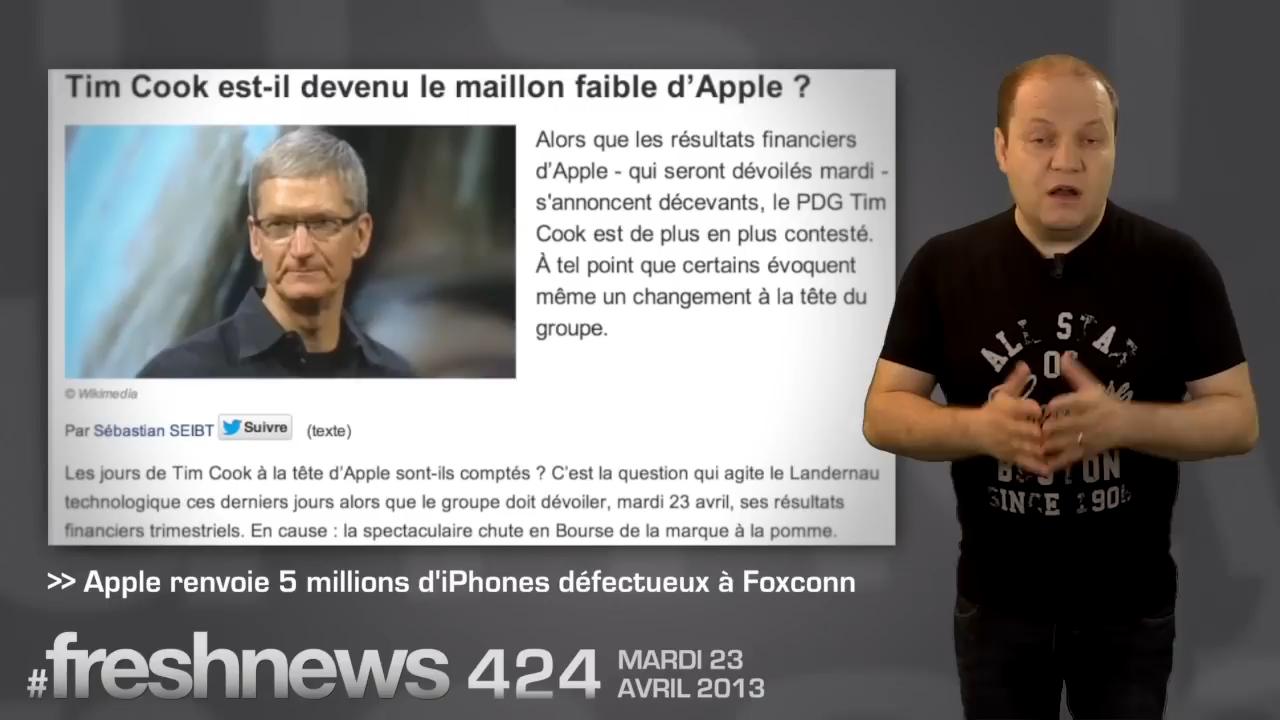 Tim Cook est-il devenu le maillon faible d’Apple ?
Alors que les résultats financiers
d’Apple - qui seront dévoilés mardi -
s'annoncent décevants, le PDG Tim
Cook est de plus en plus contesté.
À tel point que certains évoquent
même un changement à la tête du
groupe.
© Wikimedia
Par Sébastian SEIBT Suivre (texte)
Les jours de Tim Cook à la tête d’Apple sont-ils comptés ? C’est la question qui agite le Landernau
technologique ces derniers jours alors que le groupe doit dévoiler, mardi 23 avril, ses résultats
financiers trimestriels. En cause : la spectaculaire chute en Bourse de la marque à la pomme.
>> Apple renvoie 5 millions d'iPhones défectueux à Foxconn
#freshnews 424 MARDI 23
AVRIL 2013
ALL STAR
SINCE 190